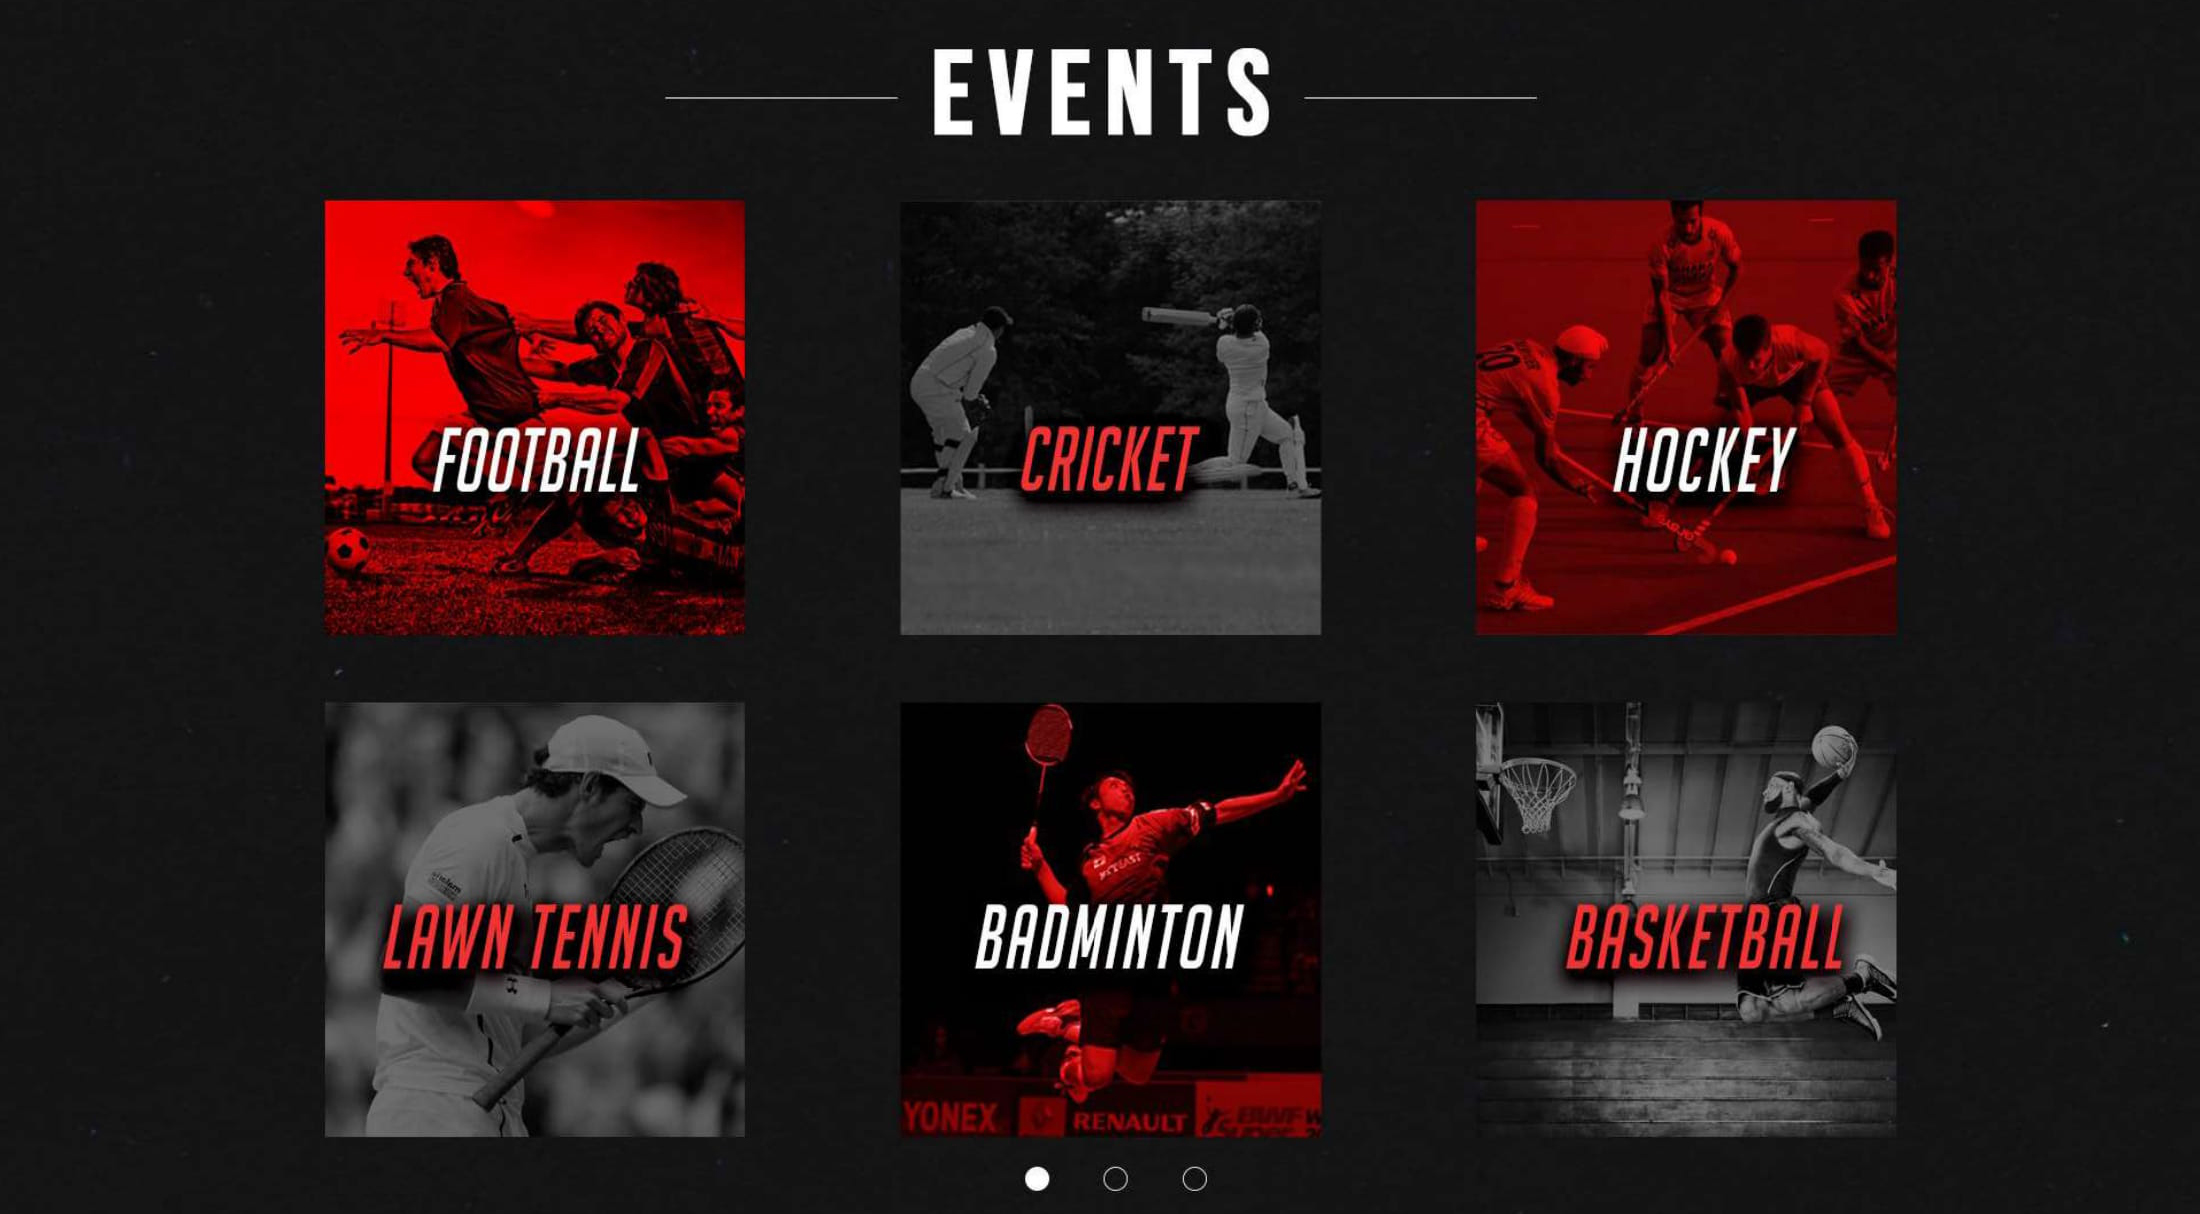 EVENTS
FOOTBALL
CRICKET
HOCKEY
LAWN TENNIS
BADMINTON
BASKETBALL
YONEX
RENAULT